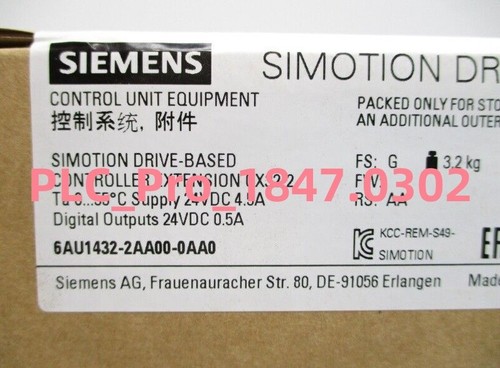 SIEMENS SIMOTION DR
CONTROL UNIT EQUIPMENT
控制系统, 附件
PACKED ONLY FOR STO
AN ADDITIONAL OUTER
SIMOTION DRIVE-BASED
CONTROLLER EXTENSION
Supply 24VDC
Digital Outputs 24VDC 0.5A
6AU1432-2AA00-0AA0
FS: G 3.2 kg
RS: AA
PLC_Pro_1847.0302
KCC-REM-S49-
SIMOTION
Siemens AG, Frauenauracher Str. 80, DE-91056 Erlangen Made